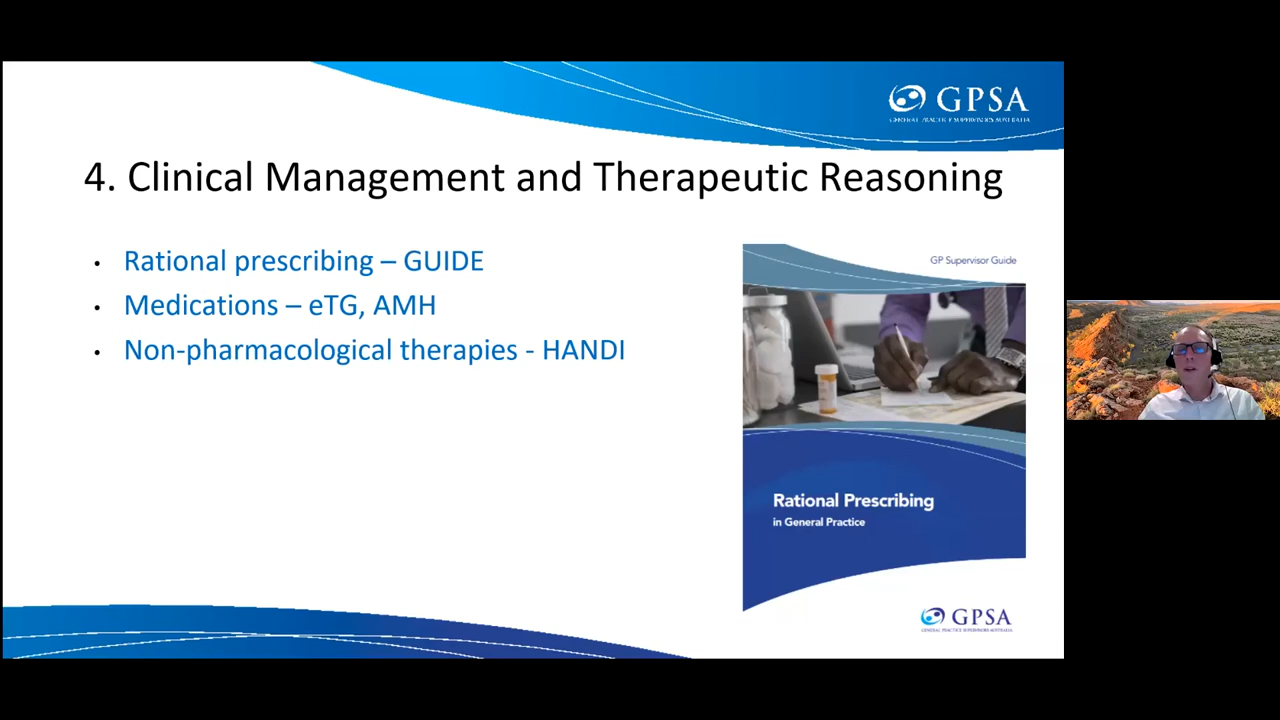 GPSA
GENERAL PRACTICE SUPERVISORS AUSTRALIA
4. Clinical Management and Therapeutic Reasoning
• Rational prescribing – GUIDE
• Medications – eTG, AMH
• Non-pharmacological therapies - HANDI
GP Supervisor Guide
Rational Prescribing
in General Practice
GPSA
GENERAL PRACTICE SUPERVISORS AUSTRALIA